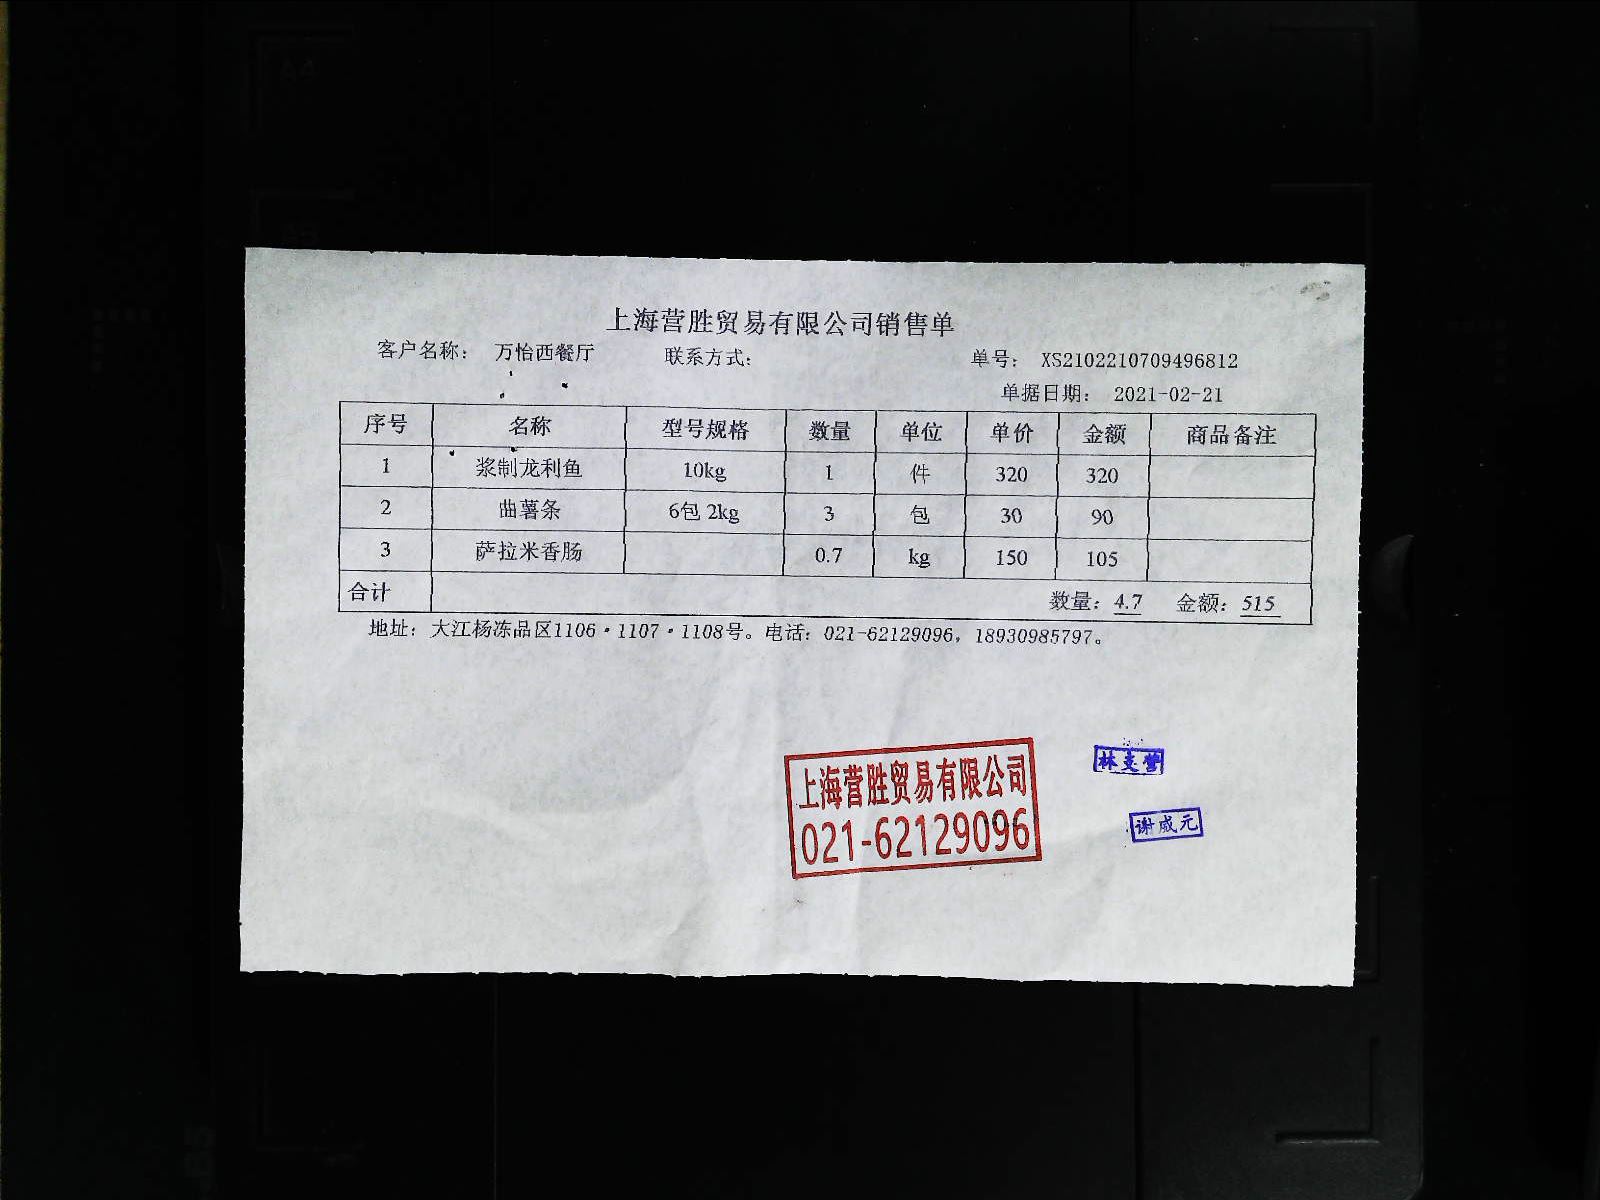 上海营胜贸易有限公司销售单
客户名称： 万怡西餐厅 联系方式： 单号： XS2102210709496812
单据日期： 2021-02-21
序号 名称 型号规格 数量 单位 单价 金额 商品备注
1 浆制龙利鱼 10kg 1 件 320 320
2 曲薯条 6包 2kg 3 包 30 90
3 萨拉米香肠 0.7 kg 150 105
合计 数量：4.7 金额：515
地址： 大江杨冻品区1106·1107·1108号。电话：021-62129096，18930985797。
上海营胜贸易有限公司
021-62129096
谢成元
A4